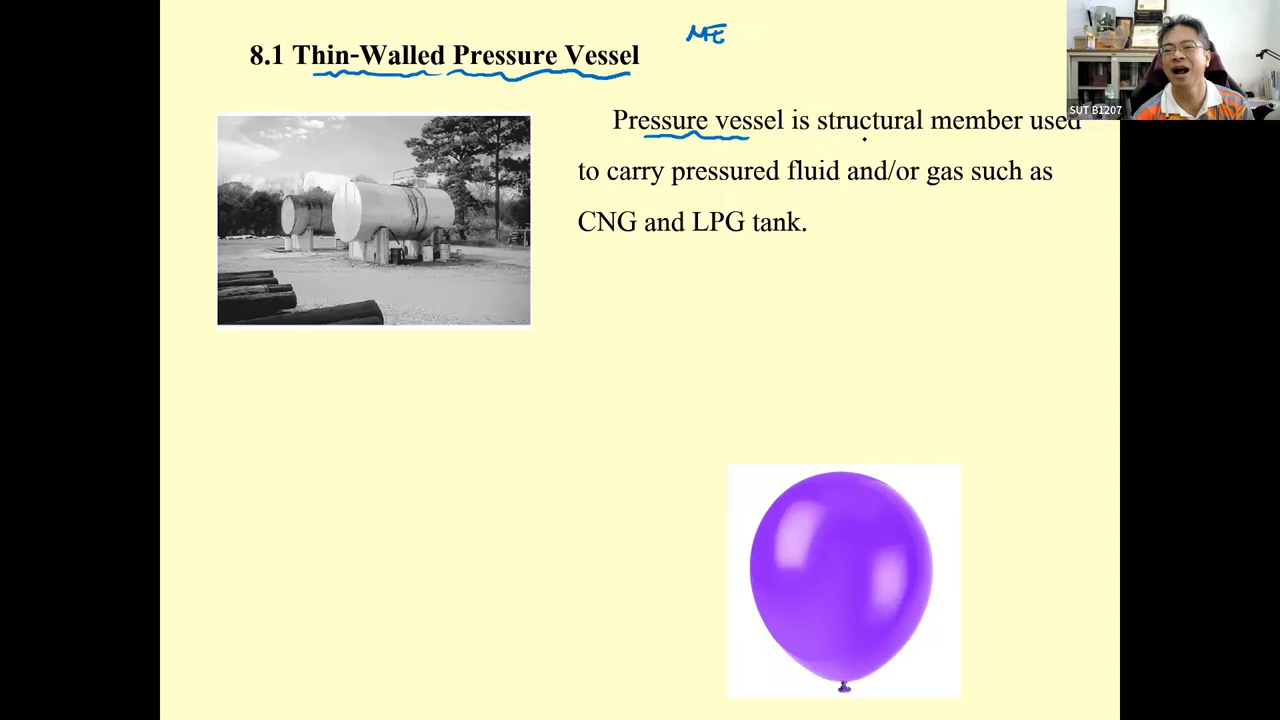 8.1 Thin-Walled Pressure Vessel
MFE
SUT B1207
Pressure vessel is structural member used
to carry pressured fluid and/or gas such as
CNG and LPG tank.